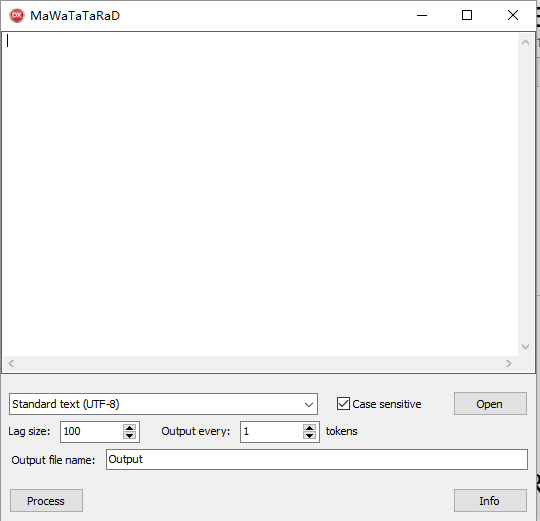 MaWaTaTaRaD
Standard text (UTF-8)
Case sensitive
Open
Lag size: 100
Output every: 1 tokens
Output file name: Output
Process
Info